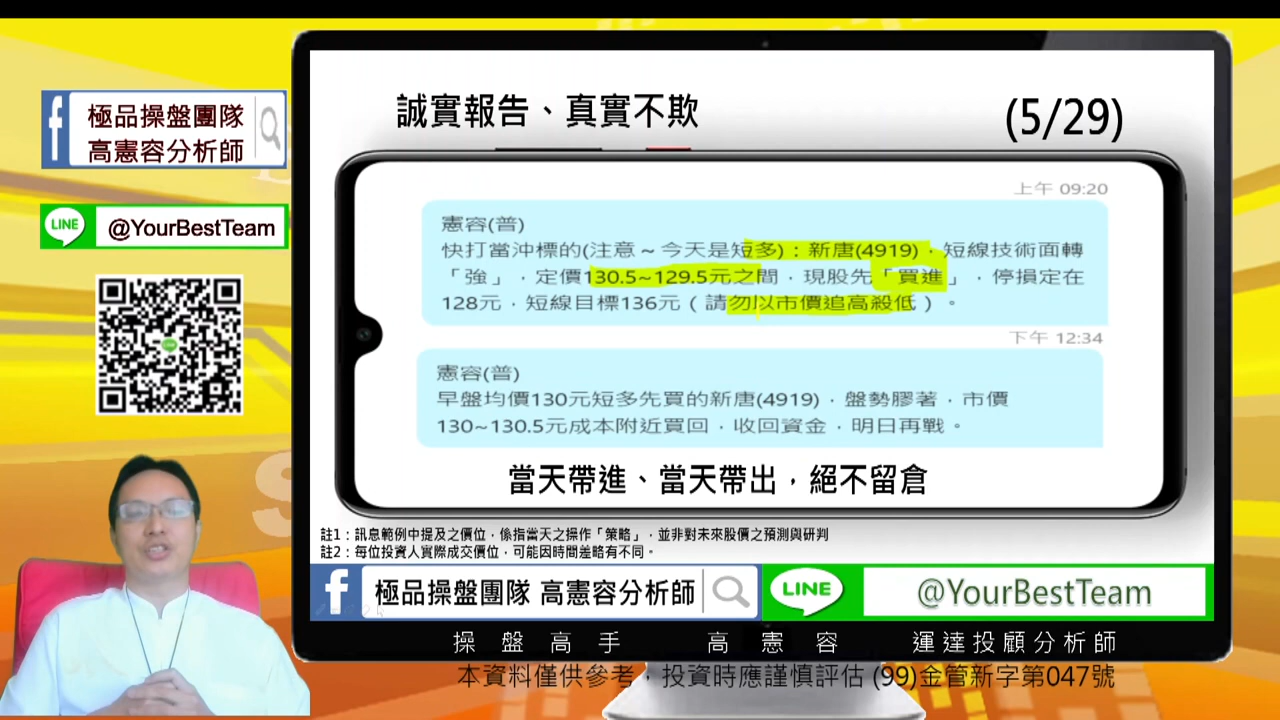 極品操盤團隊
高憲容分析師
LINE
@YourBestTeam
誠實報告、真實不欺
(5/29)
上午 09:20
憲容(普)
快打當沖標的(注意～今天是短多)：新唐(4919)，短線技術面轉
「強」，定價130.5~129.5元之間，現股先「買進」，停損定在
128元，短線目標136元（請勿以市價追高殺低）。
下午 12:34
憲容(普)
早盤均價130元短多先買的新唐(4919)，盤勢膠著，市價
130~130.5元成本附近買回，收回資金，明日再戰。
當天帶進、當天帶出，絕不留倉
註1：訊息範例中提及之價位，係指當天之操作「策略」，並非對未來股價之預測與研判
註2：每位投資人實際成交價位，可能因時間差略有不同。
極品操盤團隊 高憲容分析師
LINE
@YourBestTeam
操盤高手 高憲容 運達投顧分析師
本資料僅供參考，投資時應謹慎評估 (99)金管新字第047號